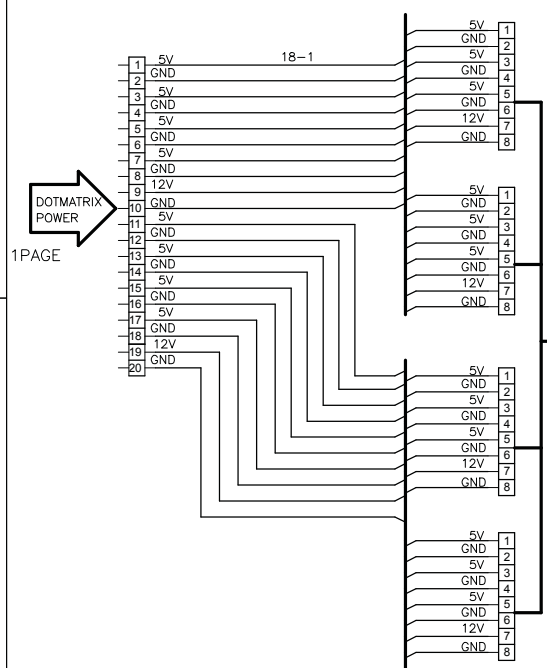 18-1
1 5V
2 GND
3 5V
4 GND
5 5V
6 GND
7 5V
8 GND
9 12V
10 GND
11 5V
12 GND
13 5V
14 GND
15 5V
16 GND
17 5V
18 GND
19 12V
20 GND
DOTMATRIX
POWER
1PAGE
5V 1
GND 2
5V 3
GND 4
5V 5
GND 6
12V 7
GND 8
5V 1
GND 2
5V 3
GND 4
5V 5
GND 6
12V 7
GND 8
5V 1
GND 2
5V 3
GND 4
5V 5
GND 6
12V 7
GND 8
5V 1
GND 2
5V 3
GND 4
5V 5
GND 6
12V 7
GND 8